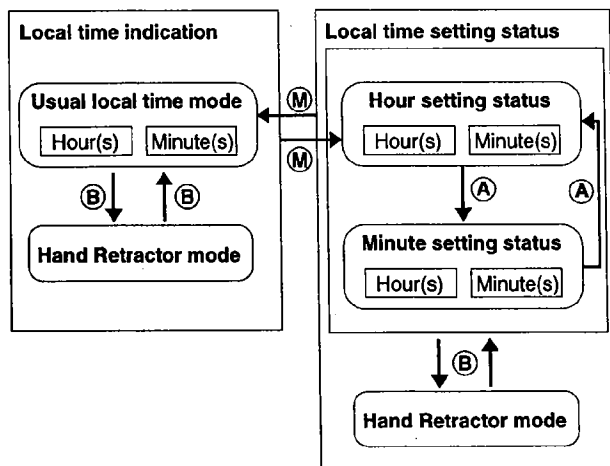 Local time indication
Usual local time mode
Hour(s) Minute(s)
B B
Hand Retractor mode
M
M
Local time setting status
Hour setting status
Hour(s) Minute(s)
A A
Minute setting status
Hour(s) Minute(s)
B
Hand Retractor mode